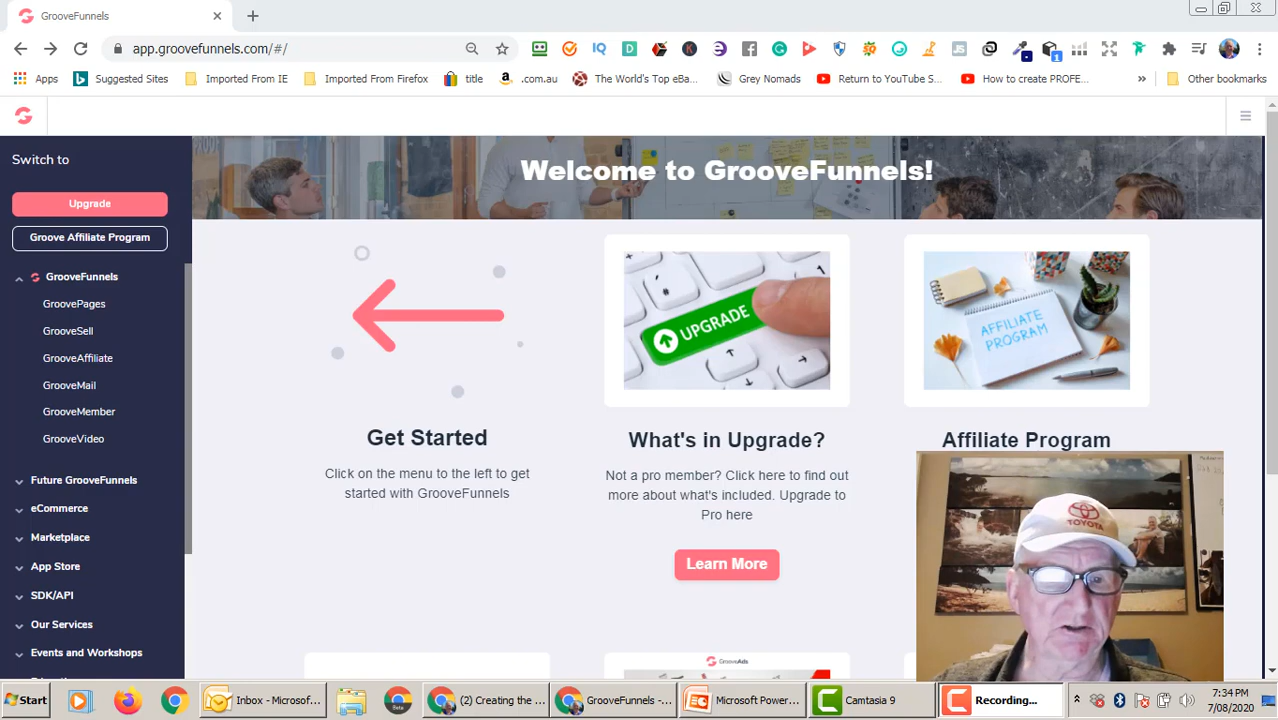 GrooveFunnels
app.groovefunnels.com/#/
Apps
Suggested Sites
Imported From IE
Imported From Firefox
title
.com.au
The World's Top eBa...
Grey Nomads
Return to YouTube S...
How to create PROFE...
»
Other bookmarks
Switch to
Upgrade
Groove Affiliate Program
GrooveFunnels
GroovePages
GrooveSell
GrooveAffiliate
GrooveMail
GrooveMember
GrooveVideo
Future GrooveFunnels
eCommerce
Marketplace
App Store
SDK/API
Our Services
Events and Workshops
Welcome to GrooveFunnels!
Get Started
Click on the menu to the left to get
started with GrooveFunnels
UPGRADE
What's in Upgrade?
Not a pro member? Click here to find out
more about what's included. Upgrade to
Pro here
Learn More
AFFILIATE
PROGRAM
Affiliate Program
GrooveAds
TOYOTA
Start
Inbox - Microsof...
(2) Creating the ...
GrooveFunnels -...
Microsoft Power...
Camtasia 9
Recording...
7:34 PM
7/08/2020